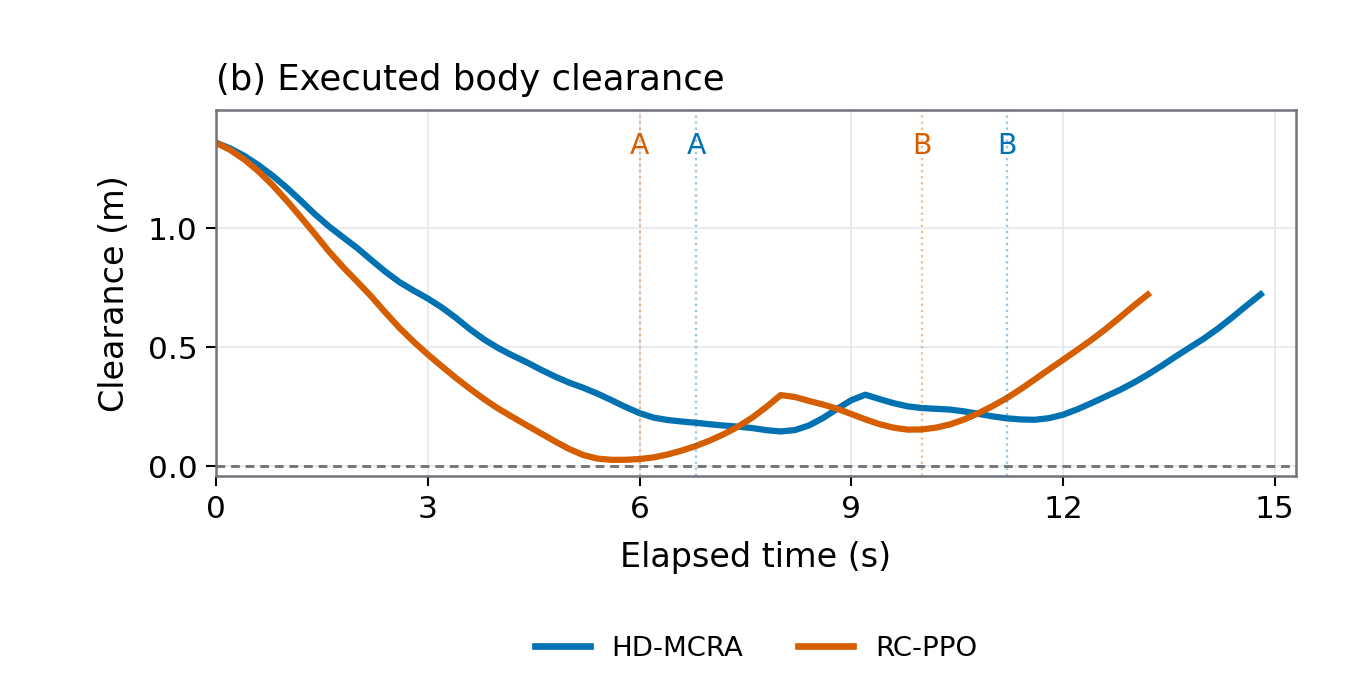 (b) Executed body clearance
A A B B
Clearance (m)
1.0
0.5
0.0
0 3 6 9 12 15
Elapsed time (s)
HD-MCRA RC-PPO